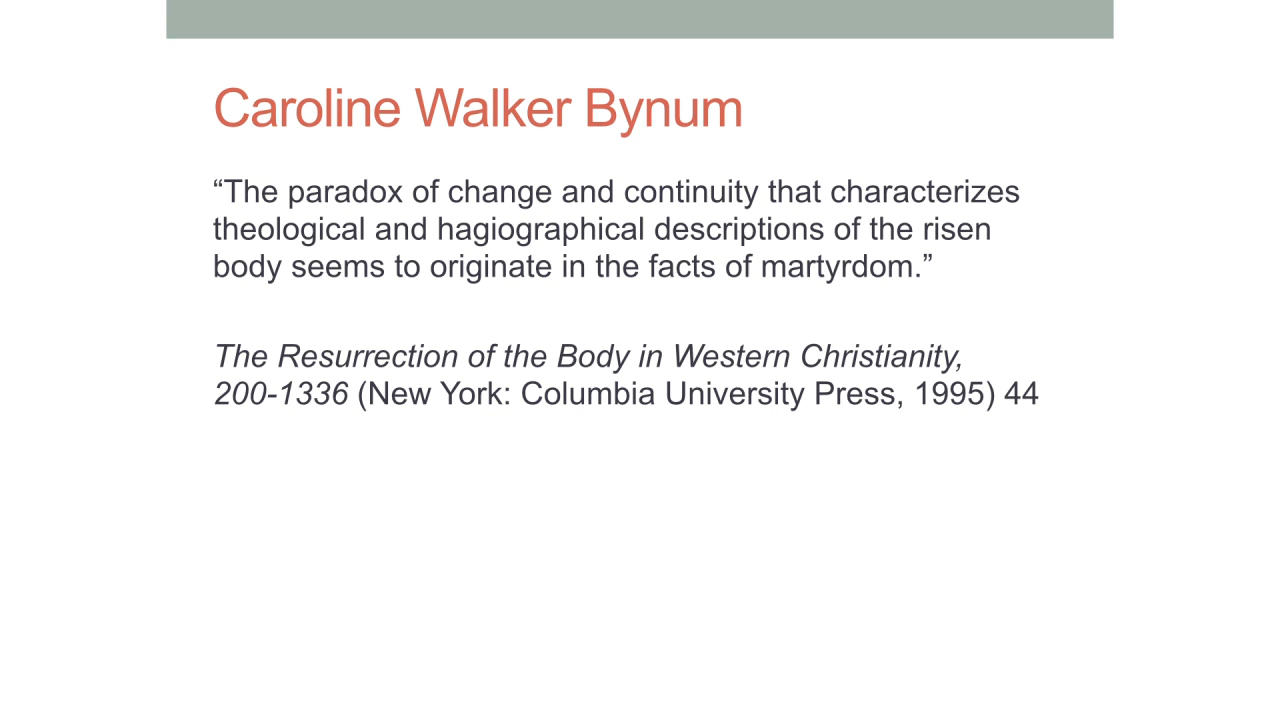 Caroline Walker Bynum
“The paradox of change and continuity that characterizes
theological and hagiographical descriptions of the risen
body seems to originate in the facts of martyrdom.”
The Resurrection of the Body in Western Christianity,
200-1336 (New York: Columbia University Press, 1995) 44